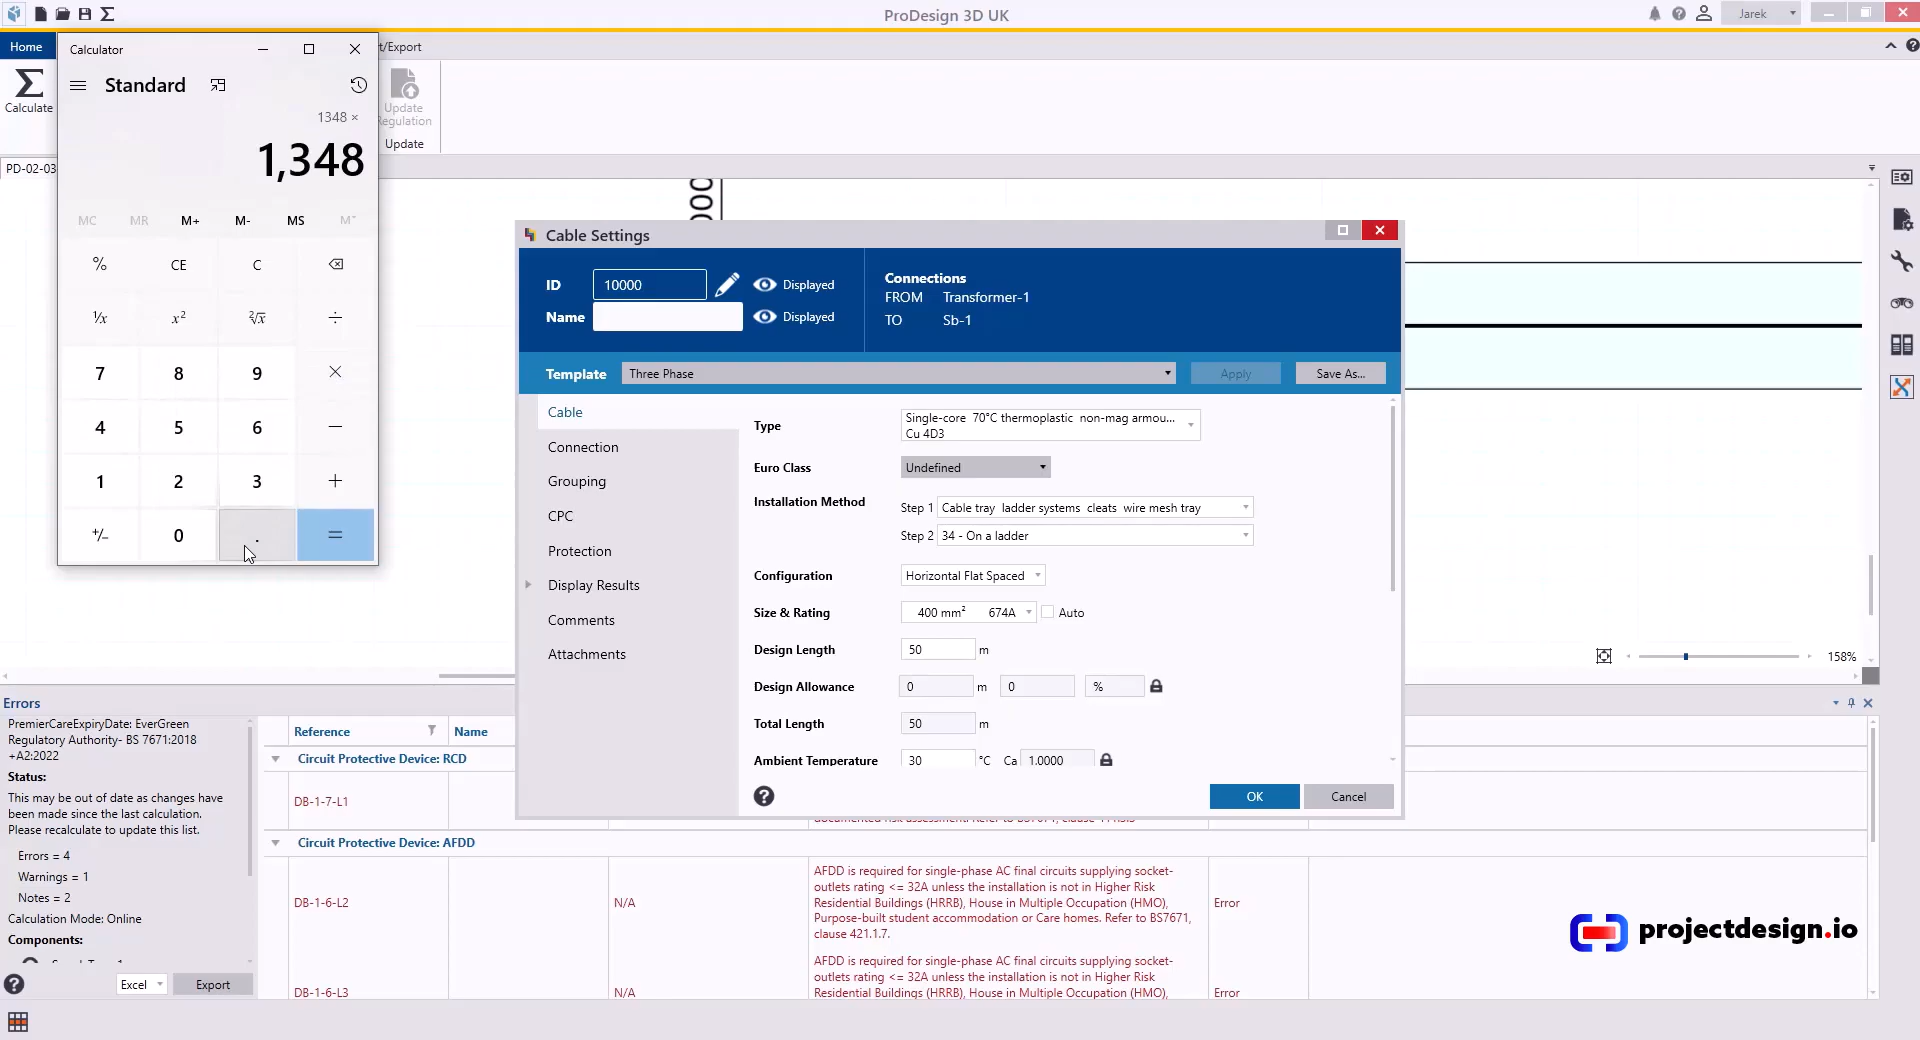 ProDesign 3D UK
Jarek
Home
t/Export
Calculate
Update
Regulation
Update
PD-02-03
Calculator
Standard
1348 ×
1,348
MC MR M+ M- MS M˅
% CE C
¹/x x² ²√x ÷
7 8 9 ×
4 5 6 −
1 2 3 +
+/− 0 . =
000
Cable Settings
ID 10000 Displayed
Name Displayed
Connections
FROM Transformer-1
TO Sb-1
Template Three Phase Apply Save As...
Cable
Connection
Grouping
CPC
Protection
Display Results
Comments
Attachments
Type Single-core 70°C thermoplastic non-mag armou...
Cu 4D3
Euro Class Undefined
Installation Method Step 1 Cable tray ladder systems cleats wire mesh tray
Step 2 34 - On a ladder
Configuration Horizontal Flat Spaced
Size & Rating 400 mm² 674A Auto
Design Length 50 m
Design Allowance 0 m 0 %
Total Length 50 m
Ambient Temperature 30 °C Ca 1.0000
OK Cancel
158%
Errors
PremierCareExpiryDate: EverGreen
Regulatory Authority- BS 7671:2018
+A2:2022
Status:
This may be out of date as changes have
been made since the last calculation.
Please recalculate to update this list.
Errors = 4
Warnings = 1
Notes = 2
Calculation Mode: Online
Components:
Excel Export
Reference Name
Circuit Protective Device: RCD
DB-1-7-L1
Circuit Protective Device: AFDD
DB-1-6-L2 N/A
AFDD is required for single-phase AC final circuits supplying socket-
outlets rating <= 32A unless the installation is not in Higher Risk
Residential Buildings (HRRB), House in Multiple Occupation (HMO),
Purpose-built student accommodation or Care homes. Refer to BS7671,
clause 421.1.7.
Error
DB-1-6-L3 N/A
AFDD is required for single-phase AC final circuits supplying socket-
outlets rating <= 32A unless the installation is not in Higher Risk
Residential Buildings (HRRB), House in Multiple Occupation (HMO),
Error
projectdesign.io